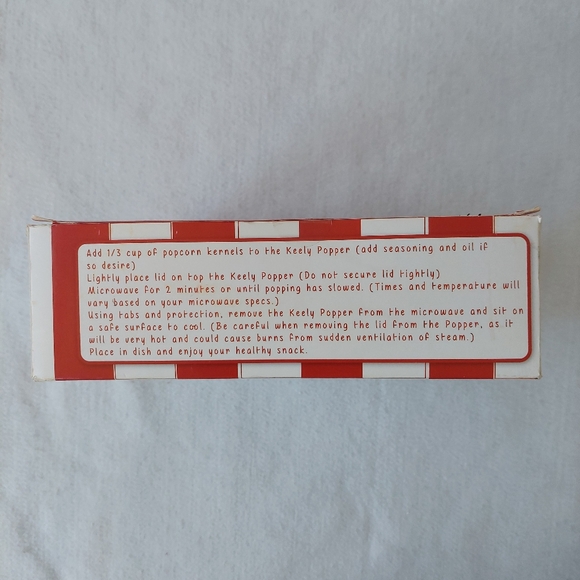 Add 1/3 cup of popcorn kernels to the Keely Popper (add seasoning and oil if
so desire)
Lightly place lid on top the Keely Popper (Do not secure lid tightly)
Microwave for 2 minutes or until popping has slowed. (Times and temperature will
vary based on your microwave specs.)
Using tabs and protection, remove the Keely Popper from the microwave and sit on
a safe surface to cool. (Be careful when removing the lid from the Popper, as it
will be very hot and could cause burns from sudden ventilation of steam.)
Place in dish and enjoy your healthy snack.